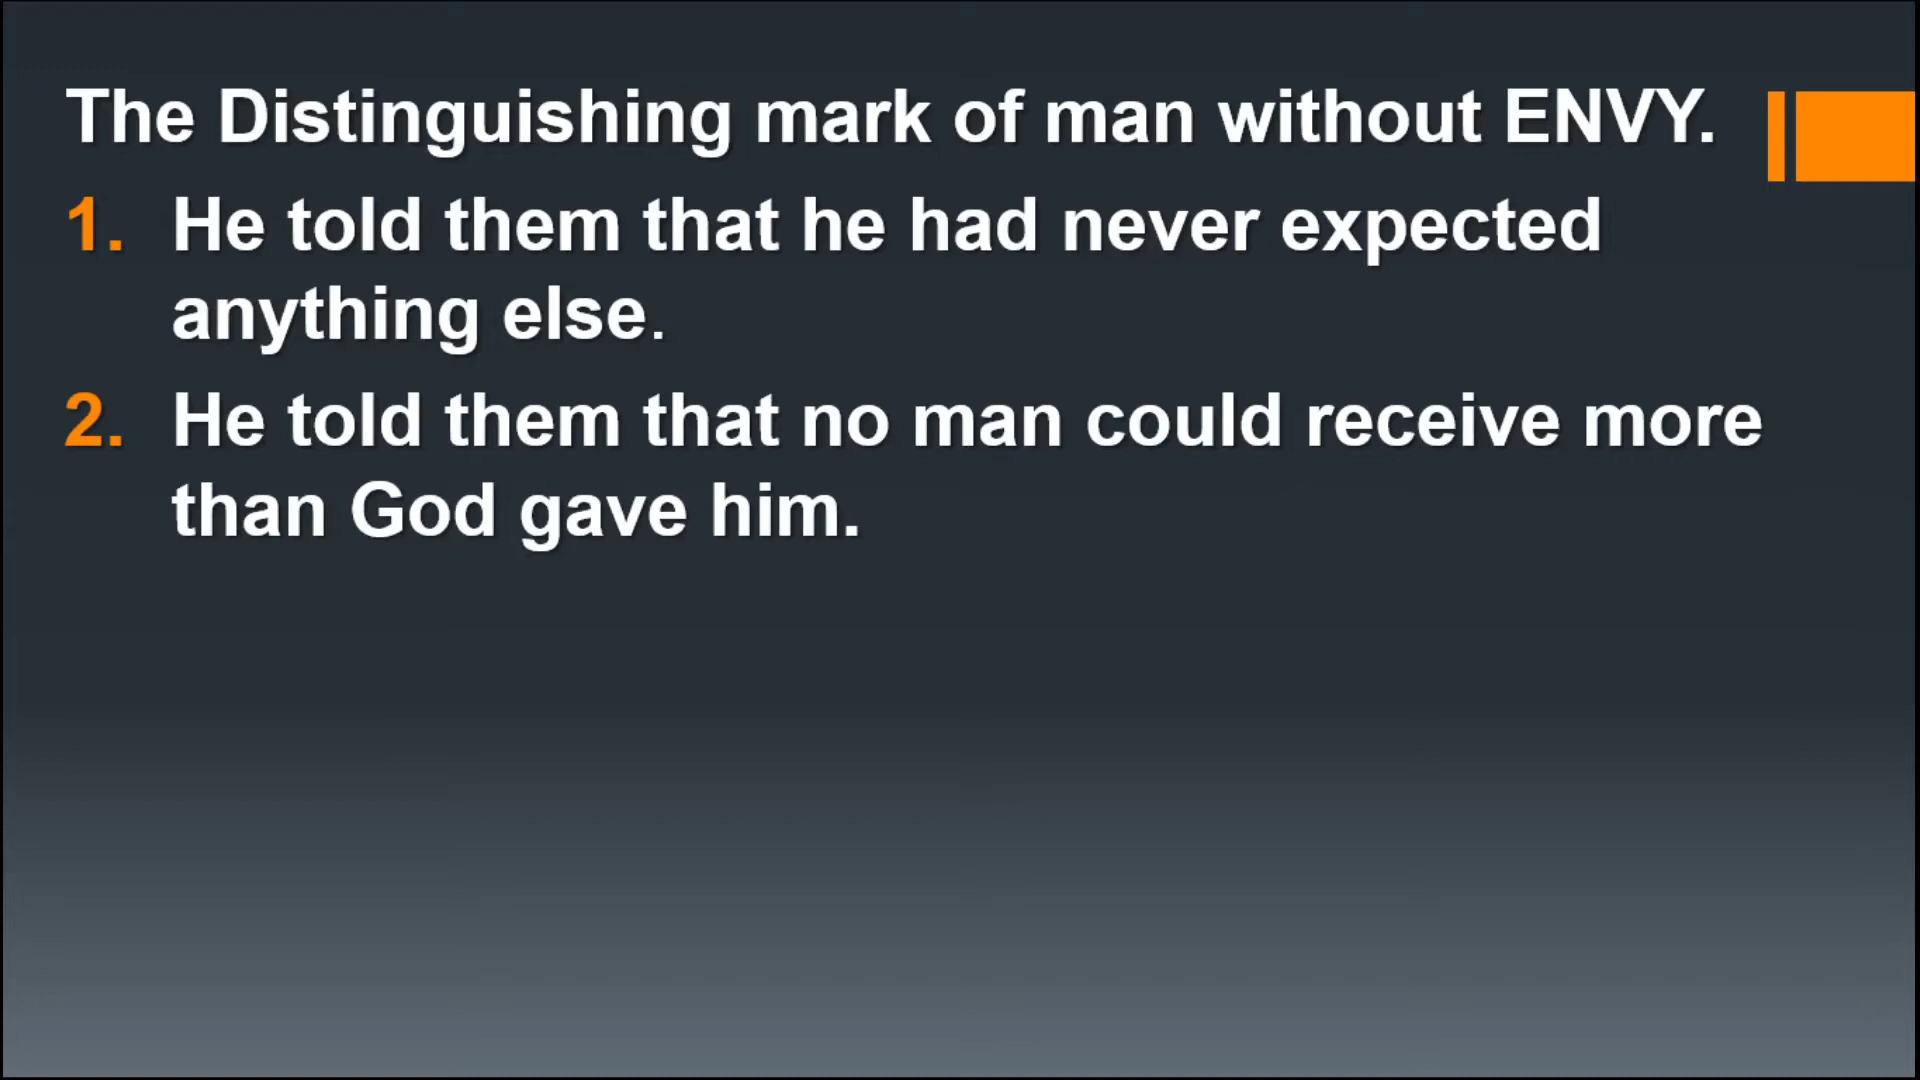 The Distinguishing mark of man without ENVY.
1. He told them that he had never expected
anything else.
2. He told them that no man could receive more
than God gave him.